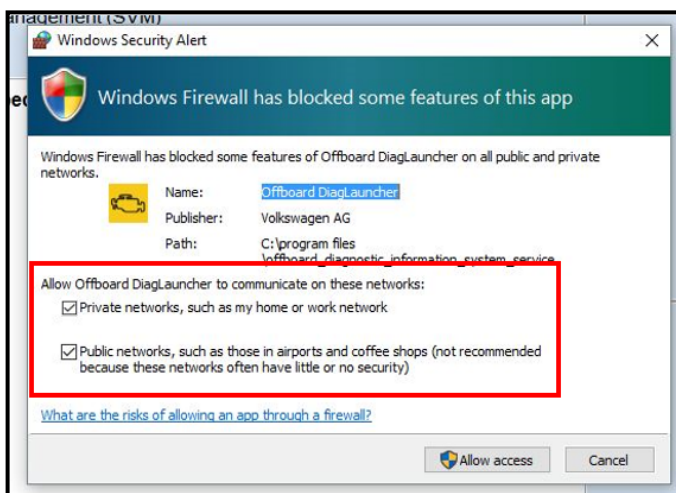 anagement (SVM)
Windows Security Alert
Windows Firewall has blocked some features of this app
Windows Firewall has blocked some features of Offboard DiagLauncher on all public and private
networks.
Name: Offboard DiagLauncher
Publisher: Volkswagen AG
Path: C:\program files
\offboard_diagnostic_information_system_service
Allow Offboard DiagLauncher to communicate on these networks:
Private networks, such as my home or work network
Public networks, such as those in airports and coffee shops (not recommended
because these networks often have little or no security)
What are the risks of allowing an app through a firewall?
Allow access Cancel